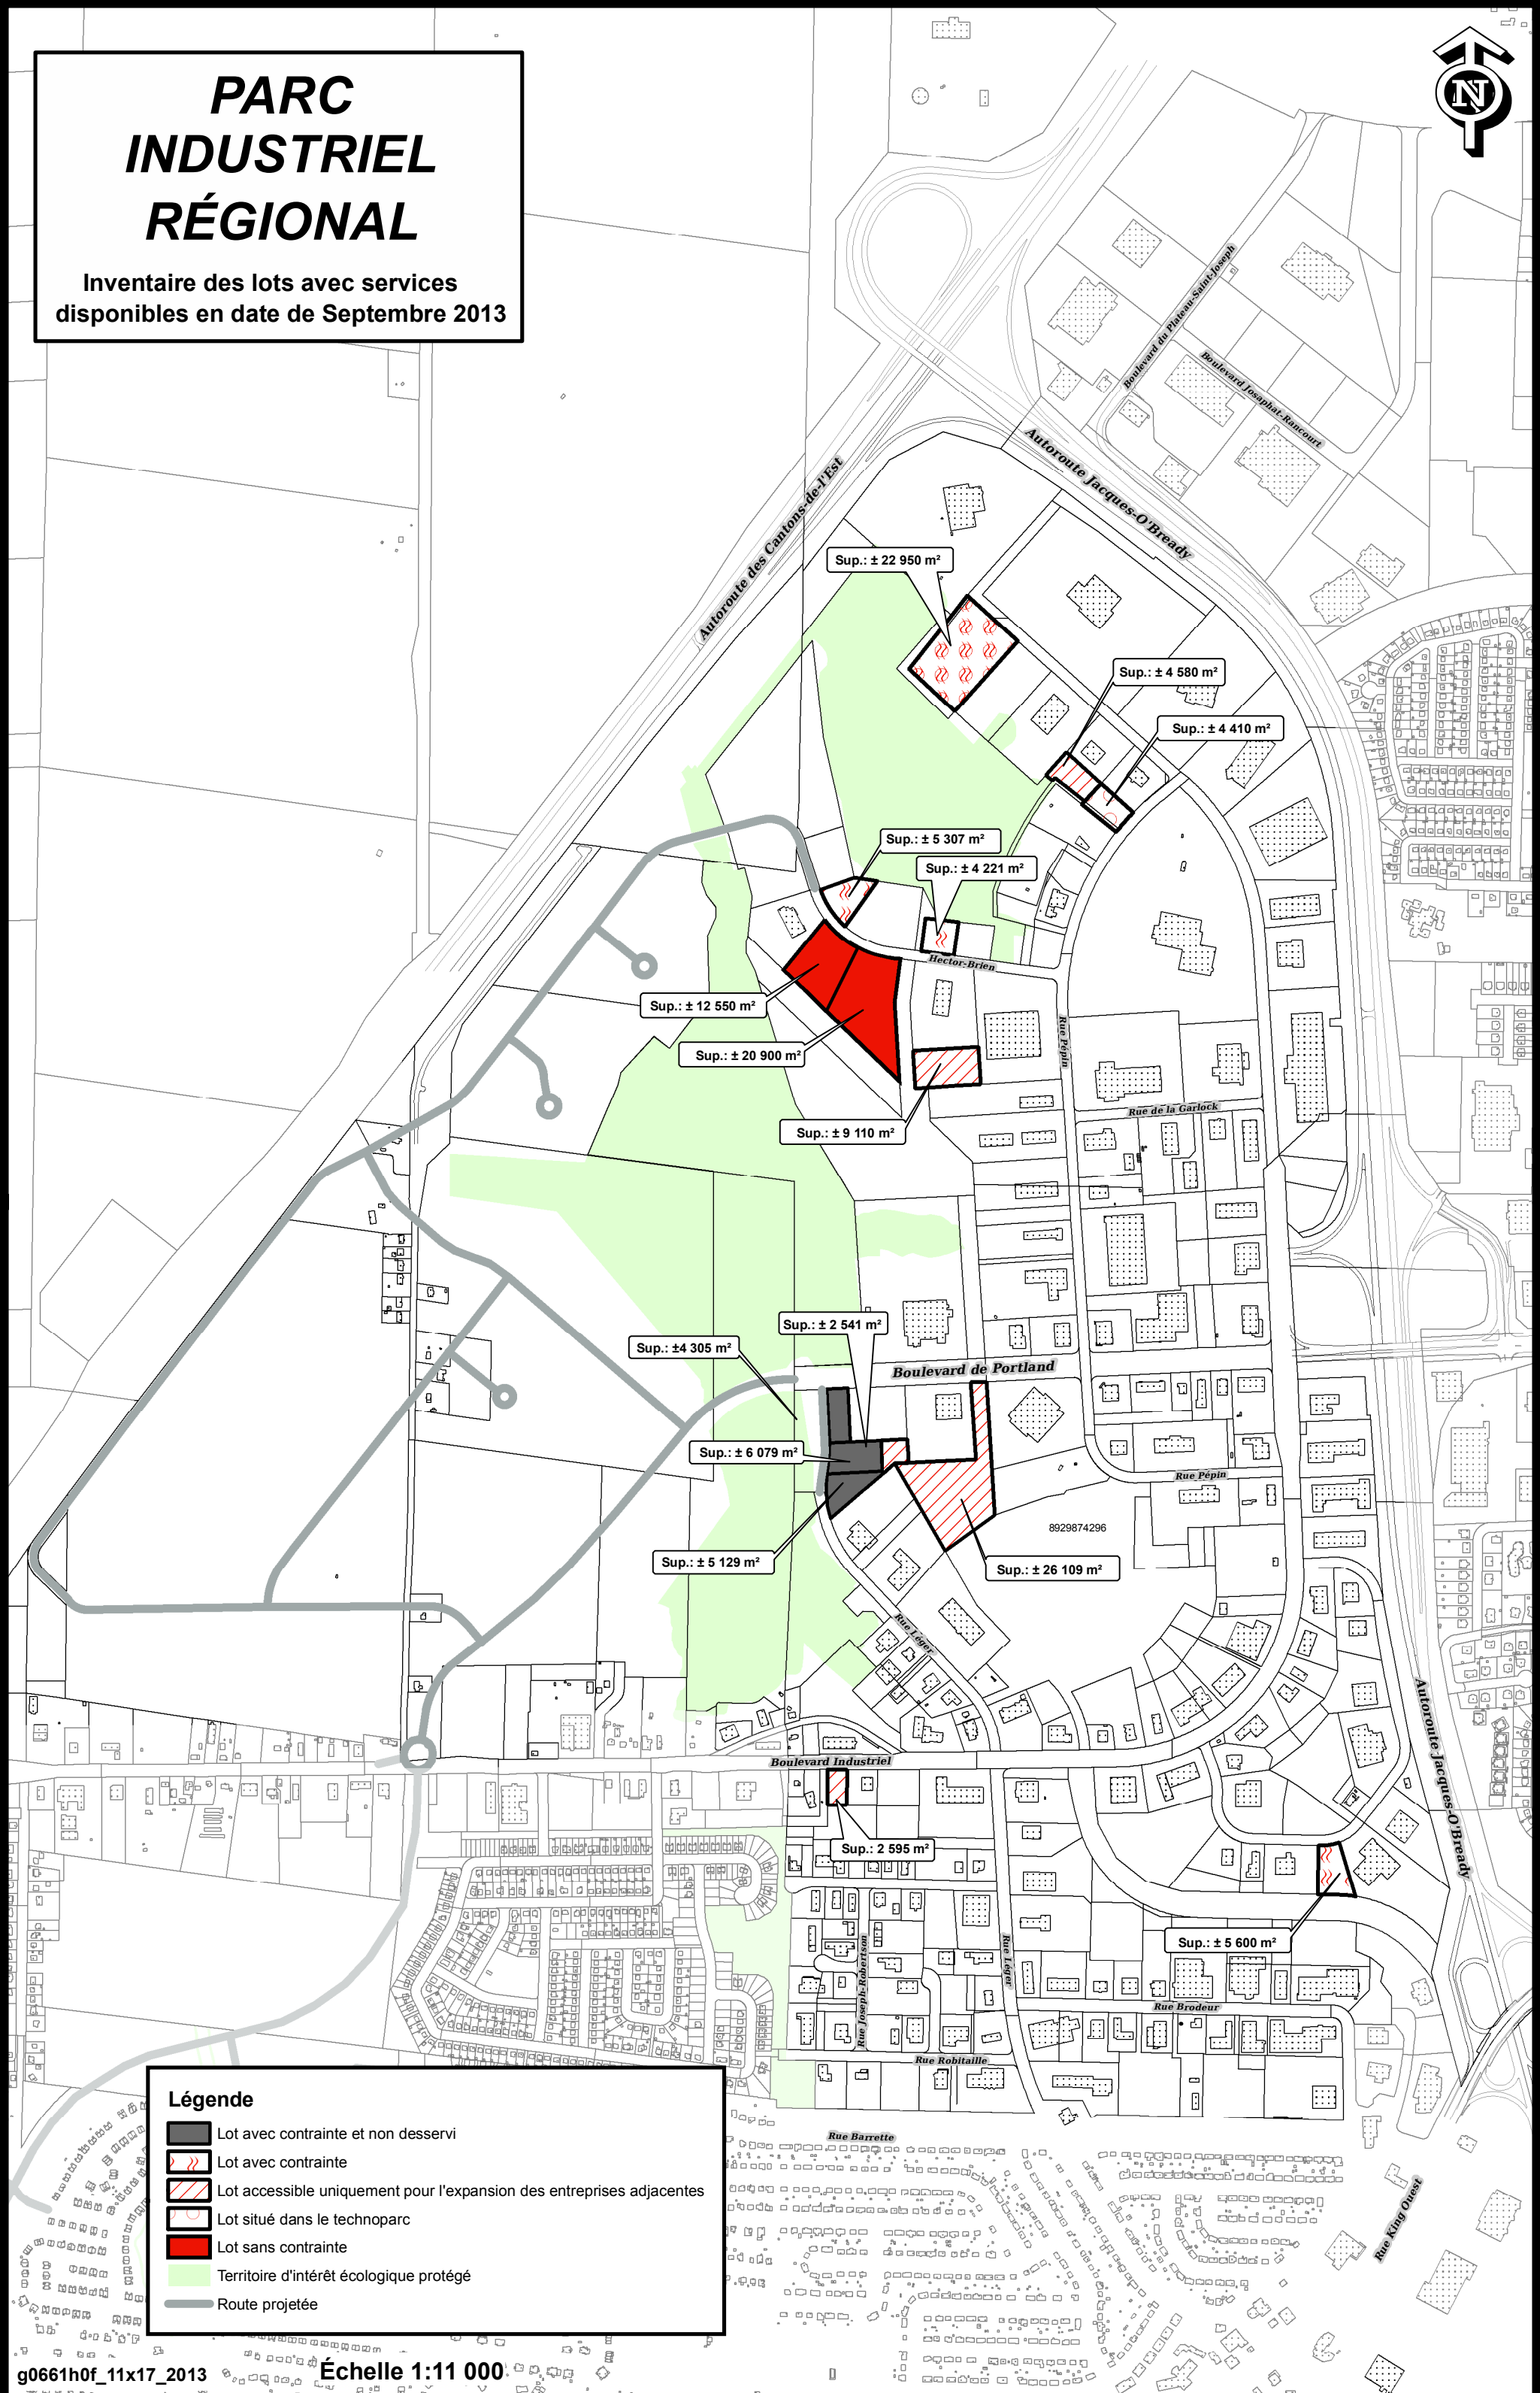 PARC
INDUSTRIEL
RÉGIONAL
Inventaire des lots avec services
disponibles en date de Septembre 2013
N
Boulevard du Plateau-Saint-Joseph
Boulevard Josaphat-Rancourt
Autoroute Jacques-O'Bready
Autoroute des Cantons-de-l'Est
Sup.: ± 22 950 m²
Sup.: ± 4 580 m²
Sup.: ± 4 410 m²
Sup.: ± 5 307 m²
Sup.: ± 4 221 m²
Hector-Brien
Sup.: ± 12 550 m²
Rue Pépin
Sup.: ± 20 900 m²
Rue de la Garlock
Sup.: ± 9 110 m²
Sup.: ± 2 541 m²
Sup.: ±4 305 m²
Boulevard de Portland
Sup.: ± 6 079 m²
Rue Pépin
8929874296
Sup.: ± 5 129 m²
Sup.: ± 26 109 m²
Rue Léger
Autoroute Jacques-O'Bready
Boulevard Industriel
Sup.: 2 595 m²
Sup.: ± 5 600 m²
Rue Joseph-Robertson
Rue Léger
Rue Brodeur
Rue Robitaille
Rue Barrette
Rue King Ouest
Légende
Lot avec contrainte et non desservi
Lot avec contrainte
Lot accessible uniquement pour l'expansion des entreprises adjacentes
Lot situé dans le technoparc
Lot sans contrainte
Territoire d'intérêt écologique protégé
Route projetée
g0661h0f_11x17_2013
Échelle 1:11 000